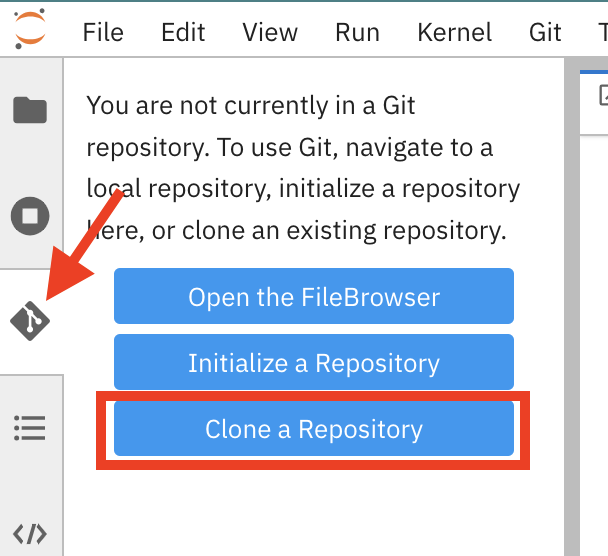 File Edit View Run Kernel Git T
You are not currently in a Git
repository. To use Git, navigate to a
local repository, initialize a repository
here, or clone an existing repository.
Open the FileBrowser
Initialize a Repository
Clone a Repository